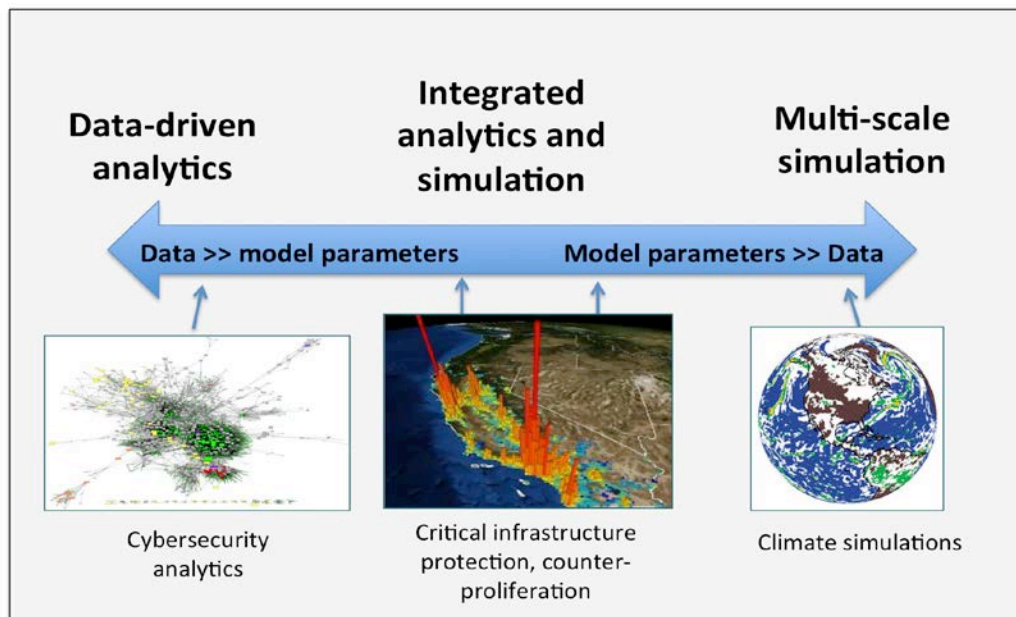 Data-driven
analytics
Integrated
analytics and
simulation
Multi-scale
simulation
Data >> model parameters
Model parameters >> Data
Cybersecurity
analytics
Critical infrastructure
protection, counter-
proliferation
Climate simulations